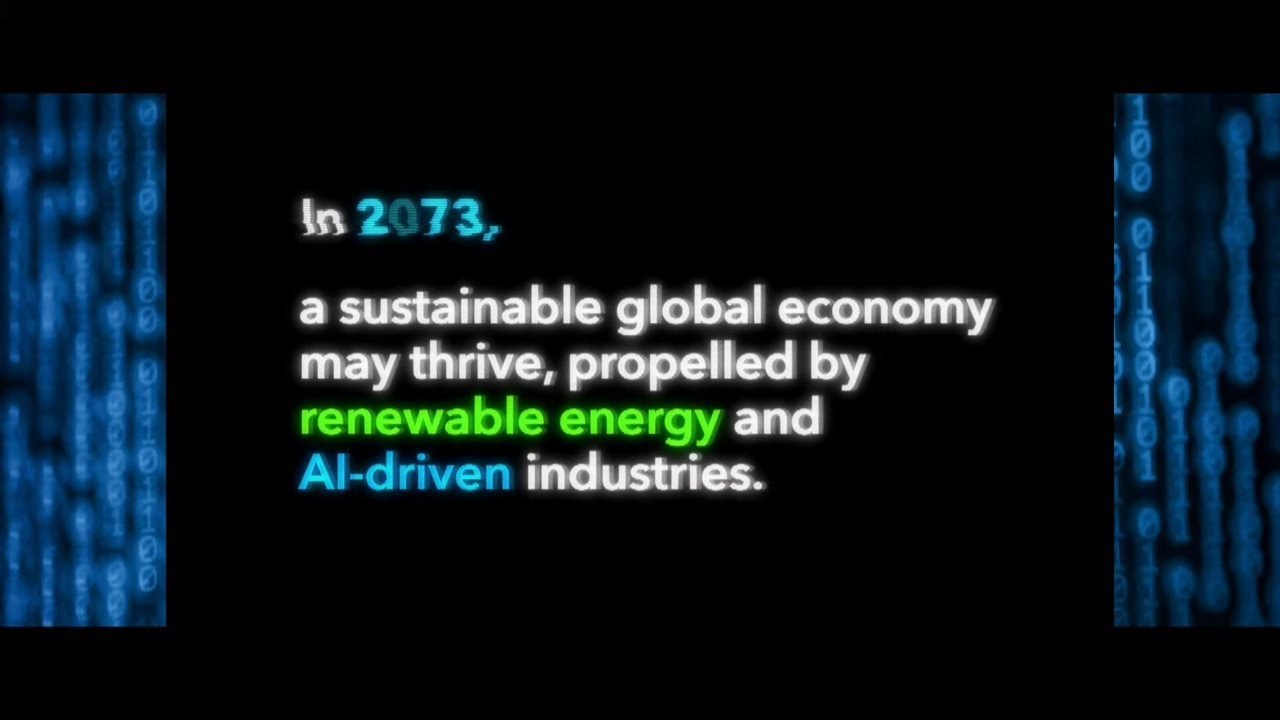 In 2073,
a sustainable global economy
may thrive, propelled by
renewable energy and
AI-driven industries.